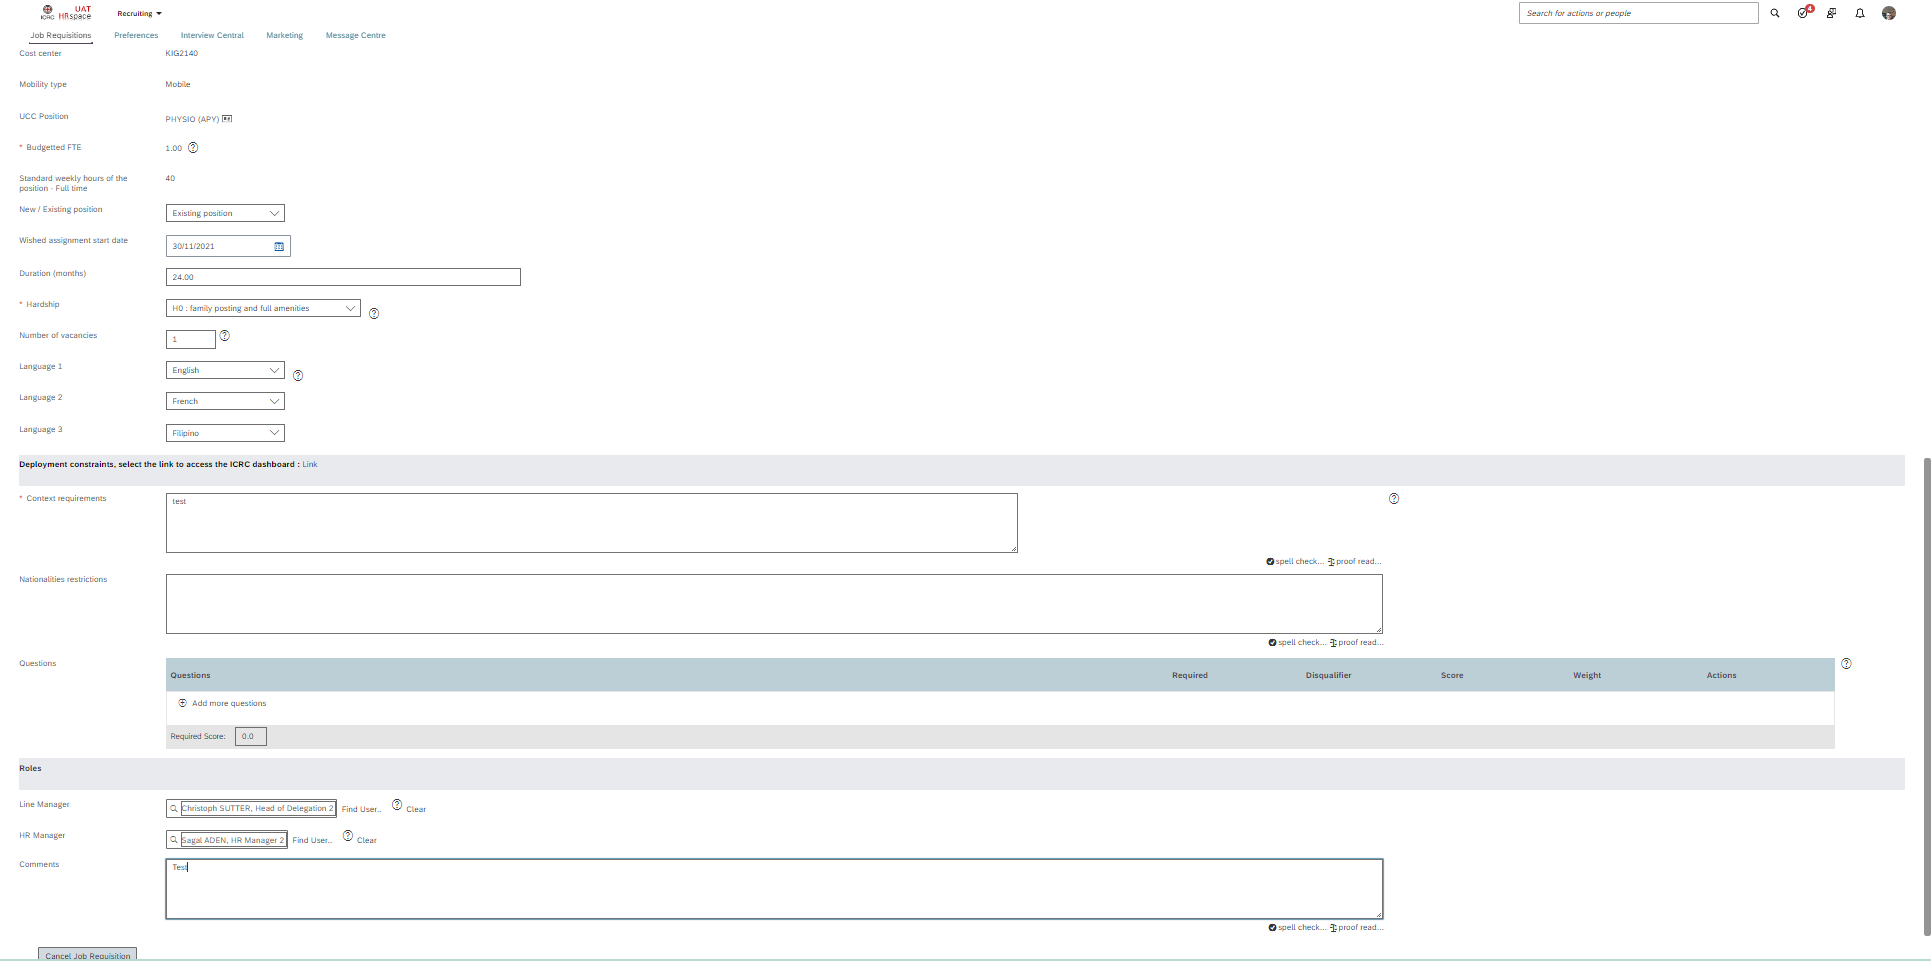 ICRC
UAT
HRspace
Recruiting
Search for actions or people
4
Job Requisitions Preferences Interview Central Marketing Message Centre
Cost center KIG2140
Mobility type Mobile
UCC Position PHYSIO (APY)
* Budgetted FTE 1.00
Standard weekly hours of the position - Full time 40
New / Existing position Existing position
Wished assignment start date 30/11/2021
Duration (months) 24.00
* Hardship H0 : family posting and full amenities
Number of vacancies 1
Language 1 English
Language 2 French
Language 3 Filipino
Deployment constraints, select the link to access the ICRC dashboard : Link
* Context requirements test
spell check... proof read...
Nationalities restrictions
spell check... proof read...
Questions
Questions Required Disqualifier Score Weight Actions
Add more questions
Required Score: 0.0
Roles
Line Manager Christoph SUTTER, Head of Delegation 2 Find User.. Clear
HR Manager Sagal ADEN, HR Manager 2 Find User.. Clear
Comments Test
spell check... proof read...
Cancel Job Requisition